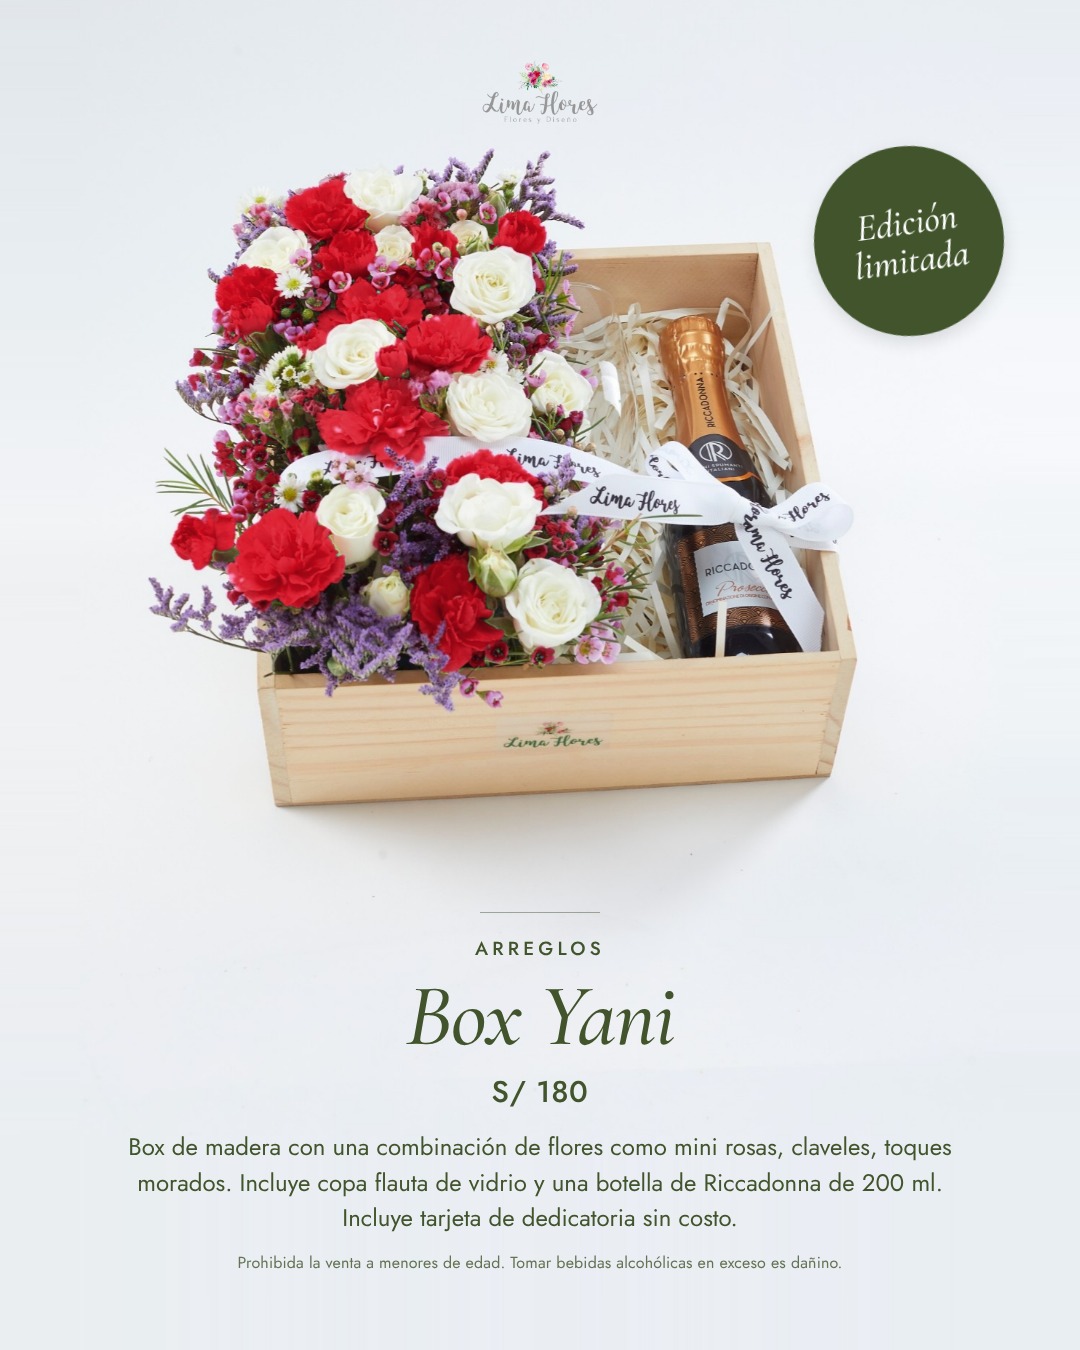 Lima Flores
Flores y Diseño
Edición
limitada
RICCADONNA
Lima Flores
Lima Flores
Flores
Lima Flores
RICCADO
Prosecco
Lima Flores
ARREGLOS
Box Yani
S/ 180
Box de madera con una combinación de flores como mini rosas, claveles, toques
morados. Incluye copa flauta de vidrio y una botella de Riccadonna de 200 ml.
Incluye tarjeta de dedicatoria sin costo.
Prohibida la venta a menores de edad. Tomar bebidas alcohólicas en exceso es dañino.